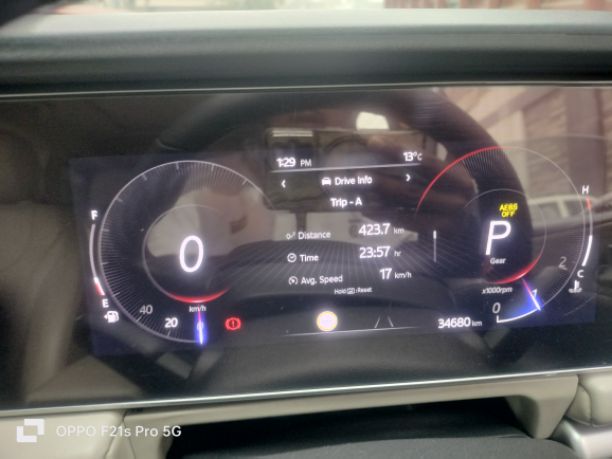 1:29 PM 13°C
< Drive Info >
Trip - A
Distance 423.7 km
Time 23:57 hr
Avg. Speed 17 km/h
Hold OK :Reset
F
E
0
km/h
40
20
0
AEBS
OFF
P
Gear
x1000rpm
H
C
2
1
0
34680 km
OPPO F21s Pro 5G